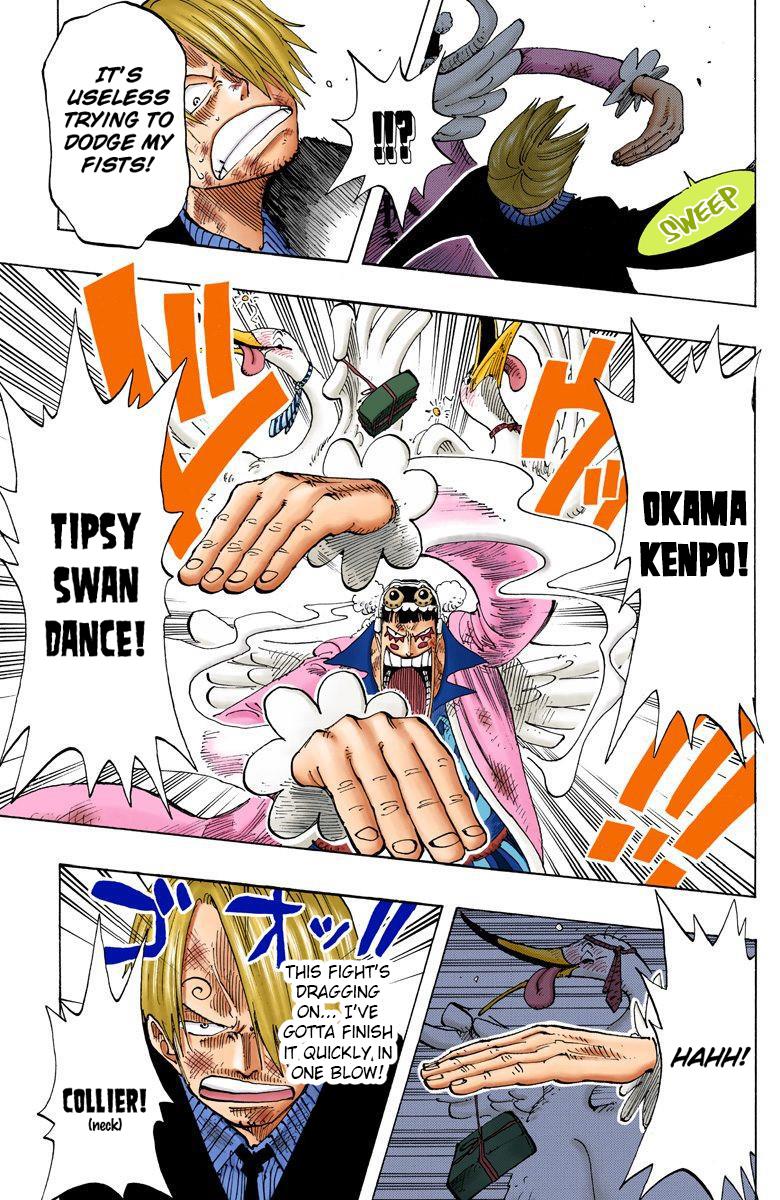 !!?
SWEEP
IT'S
USELESS
TRYING TO
DODGE MY
FISTS!
OKAMA
KENPO!
TIPSY
SWAN
DANCE!
HAHH!
ゴオッ!!
THIS FIGHT'S
DRAGGING
ON... I'VE
GOTTA FINISH
IT QUICKLY, IN
ONE BLOW!
COLLIER!
(neck)